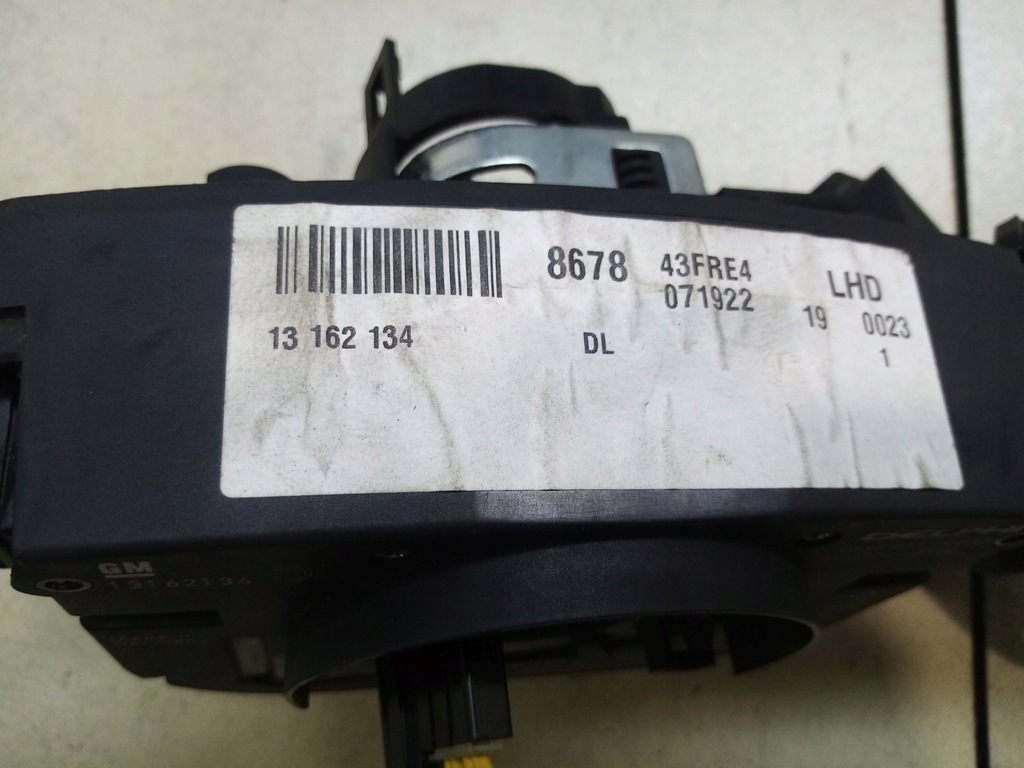 8678 43FRE4 LHD
071922 19 0023
13 162 134 DL 1
GM
13162134